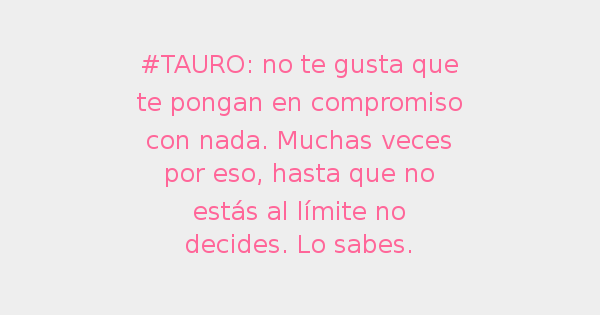 #TAURO: no te gusta que
te pongan en compromiso
con nada. Muchas veces
por eso, hasta que no
estás al límite no
decides. Lo sabes.